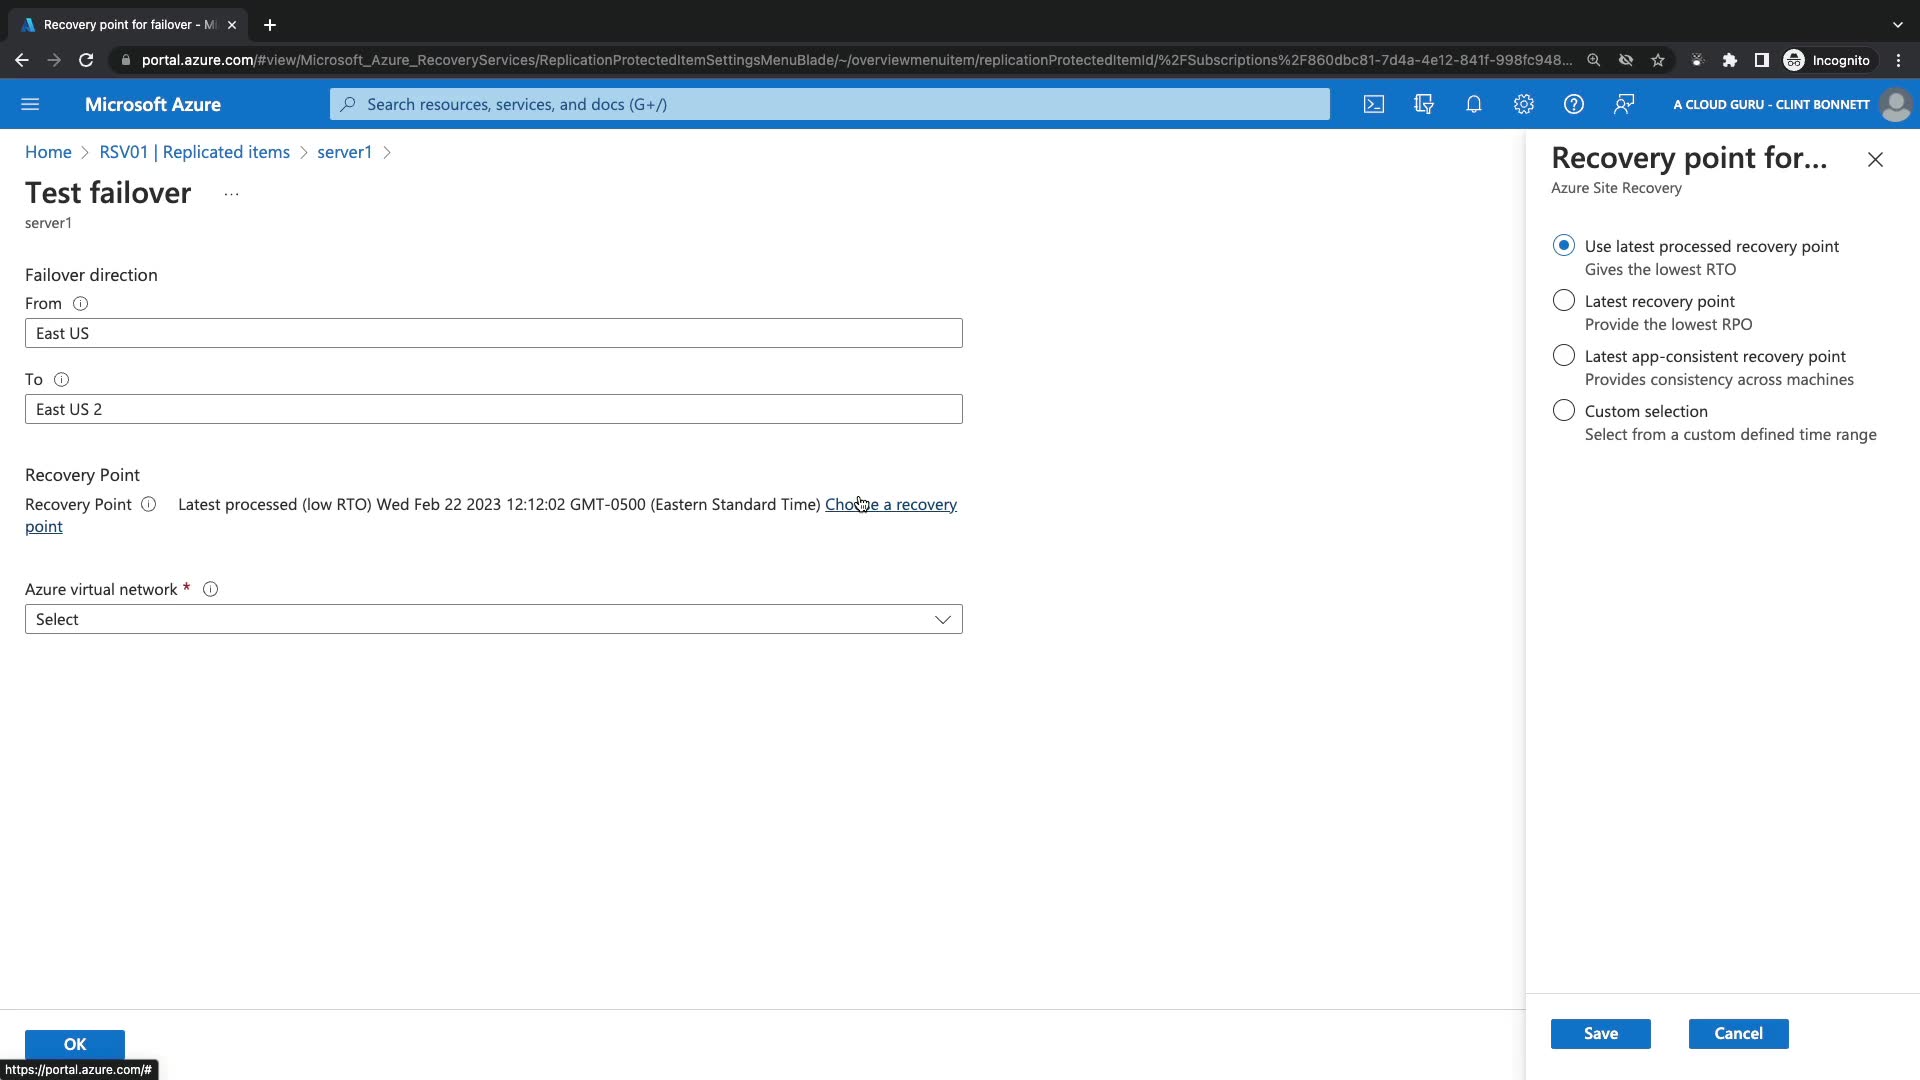 Recovery point for failover - Mi
portal.azure.com/#view/Microsoft_Azure_RecoveryServices/ReplicationProtectedItemSettingsMenuBlade/~/overviewmenuitem/replicationProtectedItemId/%2FSubscriptions%2F860dbc81-7d4a-4e12-841f-998fc948...
Incognito
Microsoft Azure
Search resources, services, and docs (G+/)
A CLOUD GURU - CLINT BONNETT
Home > RSV01 | Replicated items > server1 >
Test failover ...
server1
Failover direction
From
East US
To
East US 2
Recovery Point
Recovery Point Latest processed (low RTO) Wed Feb 22 2023 12:12:02 GMT-0500 (Eastern Standard Time) Choose a recovery
point
Azure virtual network *
Select
OK
https://portal.azure.com/#
Recovery point for...
Azure Site Recovery
Use latest processed recovery point
Gives the lowest RTO
Latest recovery point
Provide the lowest RPO
Latest app-consistent recovery point
Provides consistency across machines
Custom selection
Select from a custom defined time range
Save
Cancel